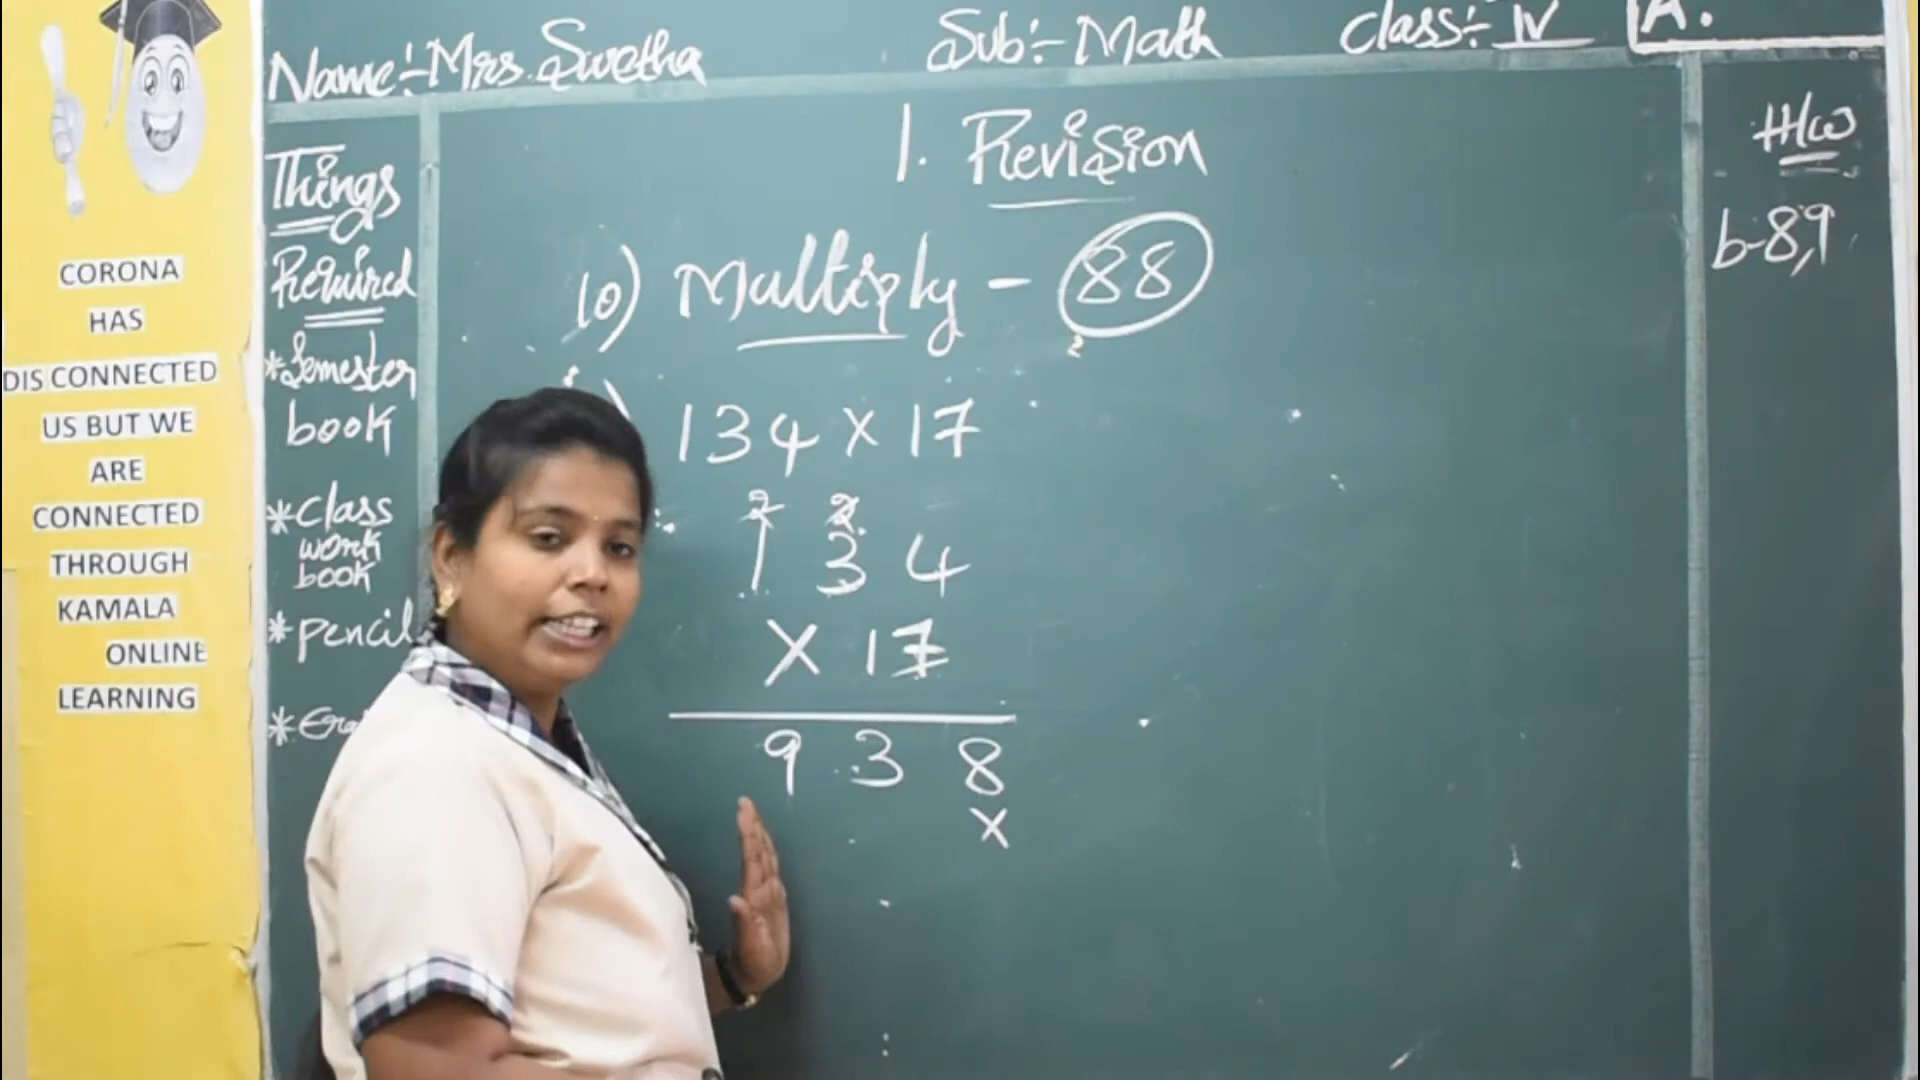 CORONA
HAS
DIS CONNECTED
US BUT WE
ARE
CONNECTED
THROUGH
KAMALA
ONLINE
LEARNING
Name:- Mrs. Swetha Sub:- Math Class:- IV A.
Things
Required
*Semester
book
*Class
work
book
*pencil
1. Revision
10) Multiply - 88
134 X 17
2 2
1 3 4
X 17
9 3 8
X
H/W
b-8,9